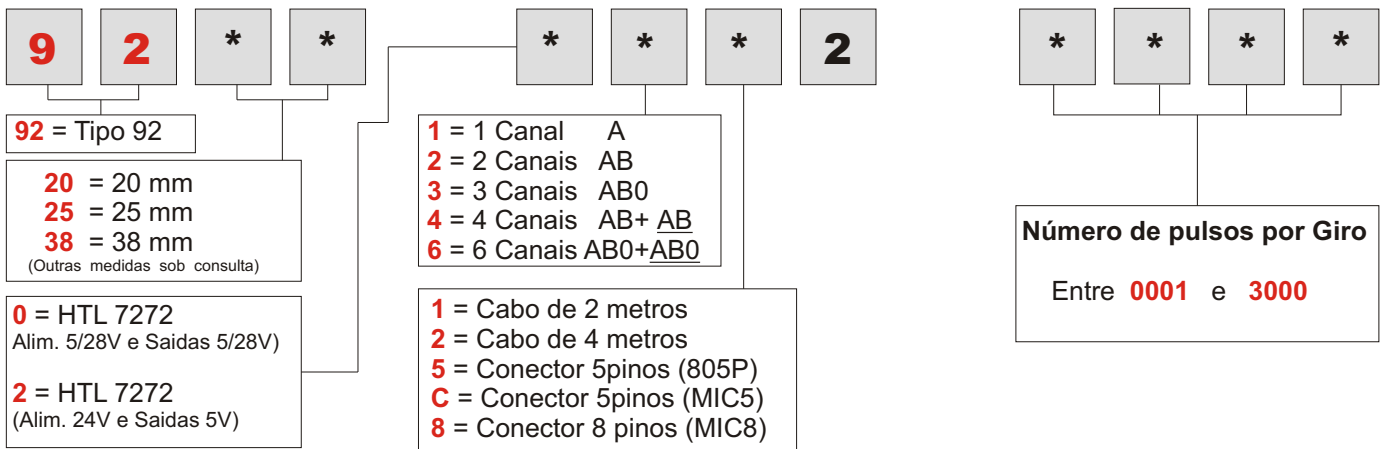 9 2 * * * * * 2 * * * *
92 = Tipo 92
20 = 20 mm
25 = 25 mm
38 = 38 mm
(Outras medidas sob consulta)
0 = HTL 7272
Alim. 5/28V e Saidas 5/28V)
2 = HTL 7272
(Alim. 24V e Saidas 5V)
1 = 1 Canal A
2 = 2 Canais AB
3 = 3 Canais AB0
4 = 4 Canais AB+ AB
6 = 6 Canais AB0+AB0
1 = Cabo de 2 metros
2 = Cabo de 4 metros
5 = Conector 5pinos (805P)
C = Conector 5pinos (MIC5)
8 = Conector 8 pinos (MIC8)
Número de pulsos por Giro
Entre 0001 e 3000